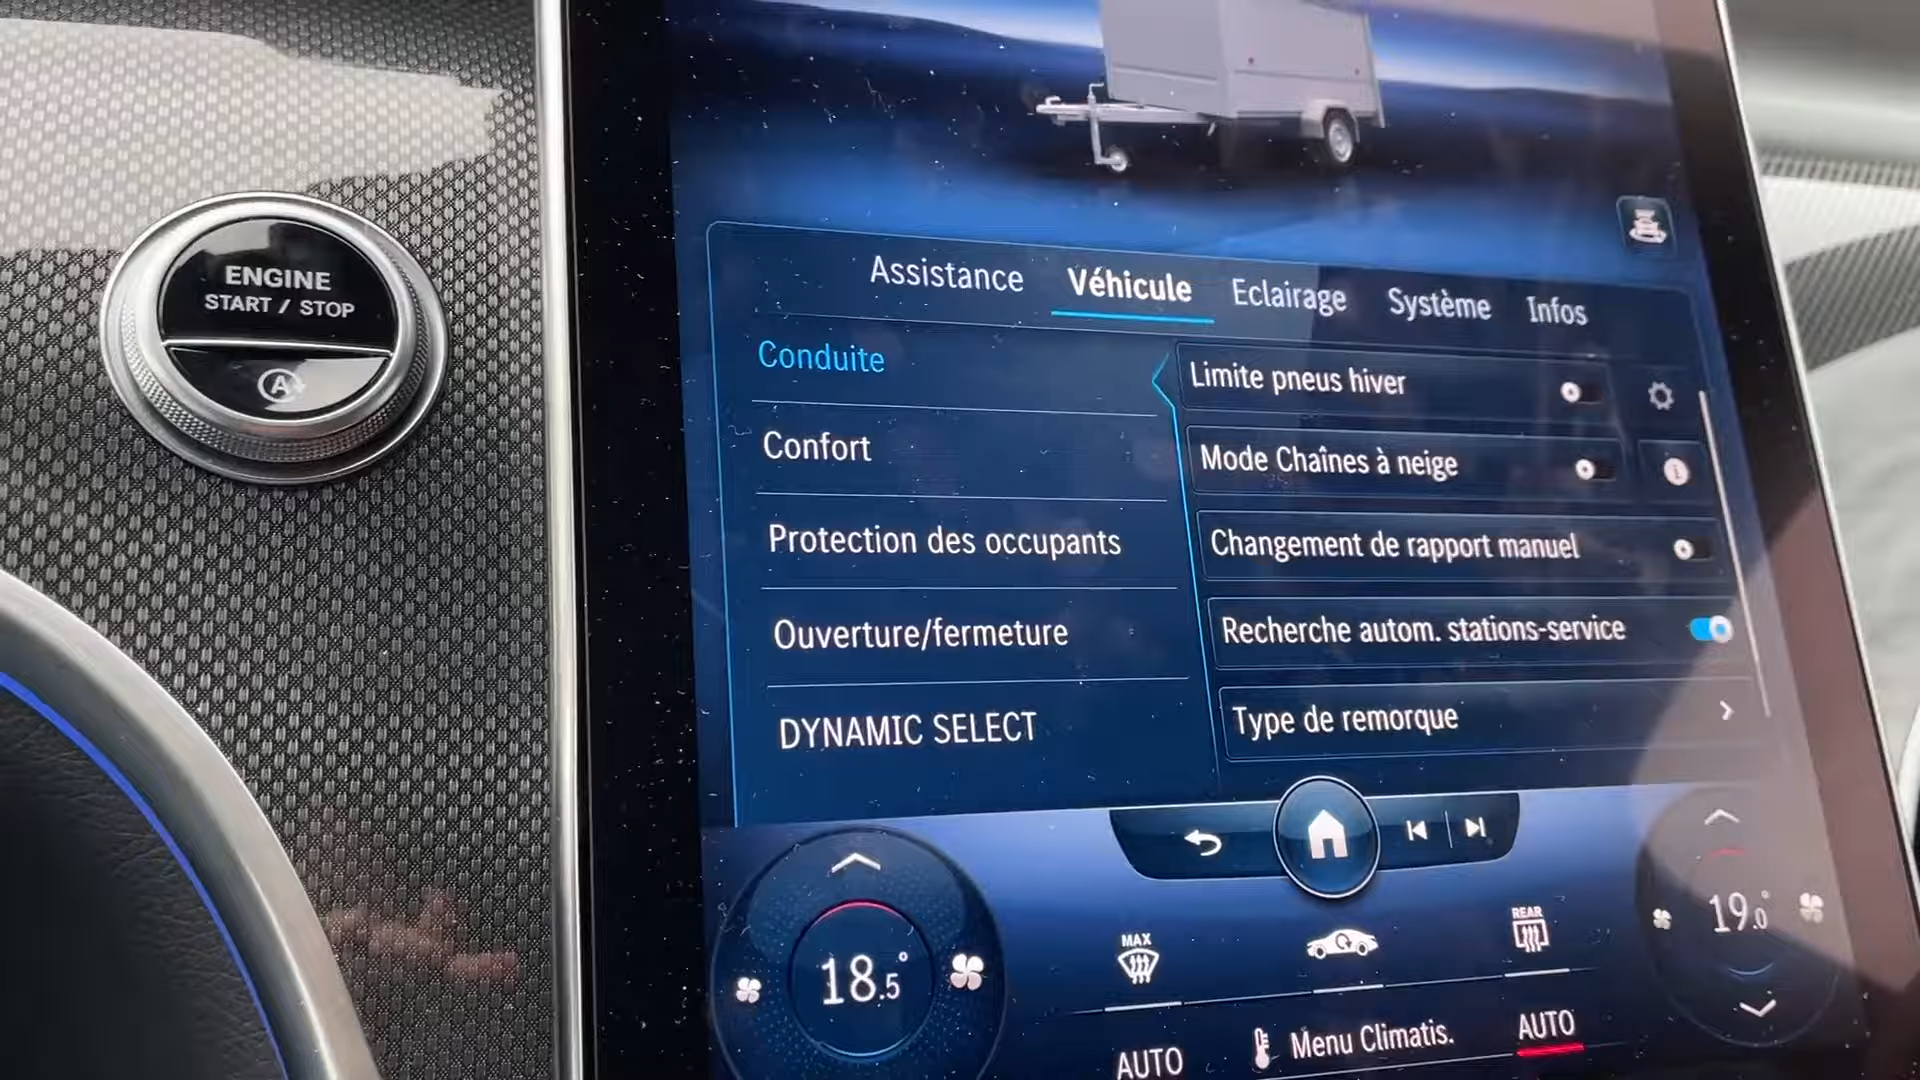 ENGINE
START / STOP
A
Assistance Véhicule Eclairage Système Infos
Conduite
Confort
Protection des occupants
Ouverture/fermeture
DYNAMIC SELECT
Limite pneus hiver
Mode Chaînes à neige
Changement de rapport manuel
Recherche autom. stations-service
Type de remorque
18.5°
MAX
REAR
19.0°
AUTO
Menu Climatis.
AUTO